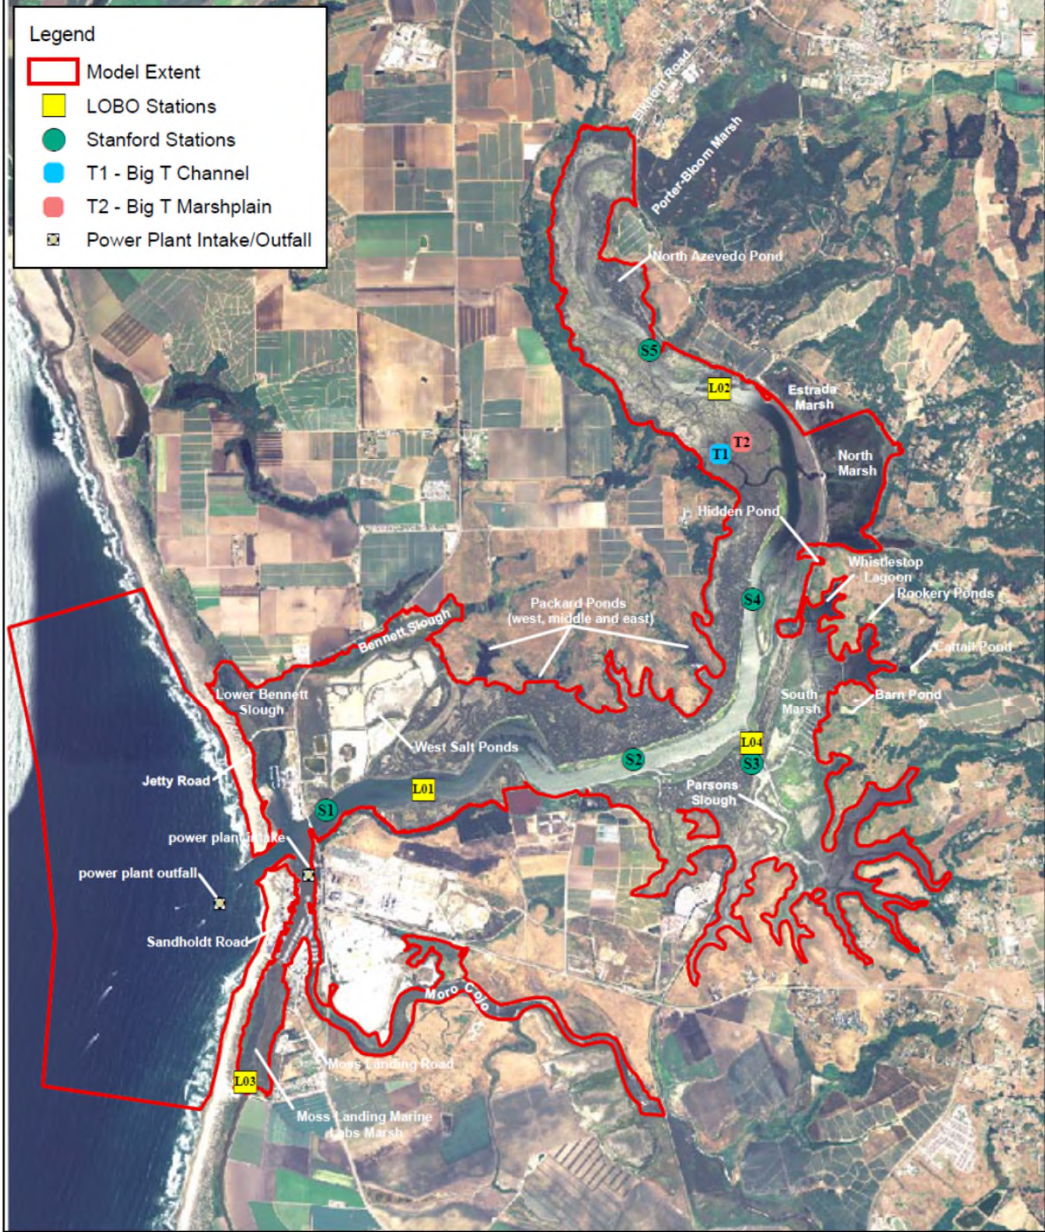 Legend
Model Extent
LOBO Stations
Stanford Stations
T1 - Big T Channel
T2 - Big T Marshplain
Power Plant Intake/Outfall
Elkhorn Road
Porter-Bloom Marsh
North Azevedo Pond
S5
L02
Estrada
Marsh
T2
T1
North
Marsh
Hidden Pond
Whistlestop
Lagoon
Rookery Ponds
S4
Packard Ponds
(west, middle and east)
Bennett Slough
Cattail Pond
Lower Bennett
Slough
South
Marsh
Barn Pond
West Salt Ponds
L04
S2
S3
Jetty Road
L01
Parsons
Slough
S1
power plant intake
power plant outfall
Sandholdt Road
Moro Cojo
Moss Landing Road
L03
Moss Landing Marine
Labs Marsh